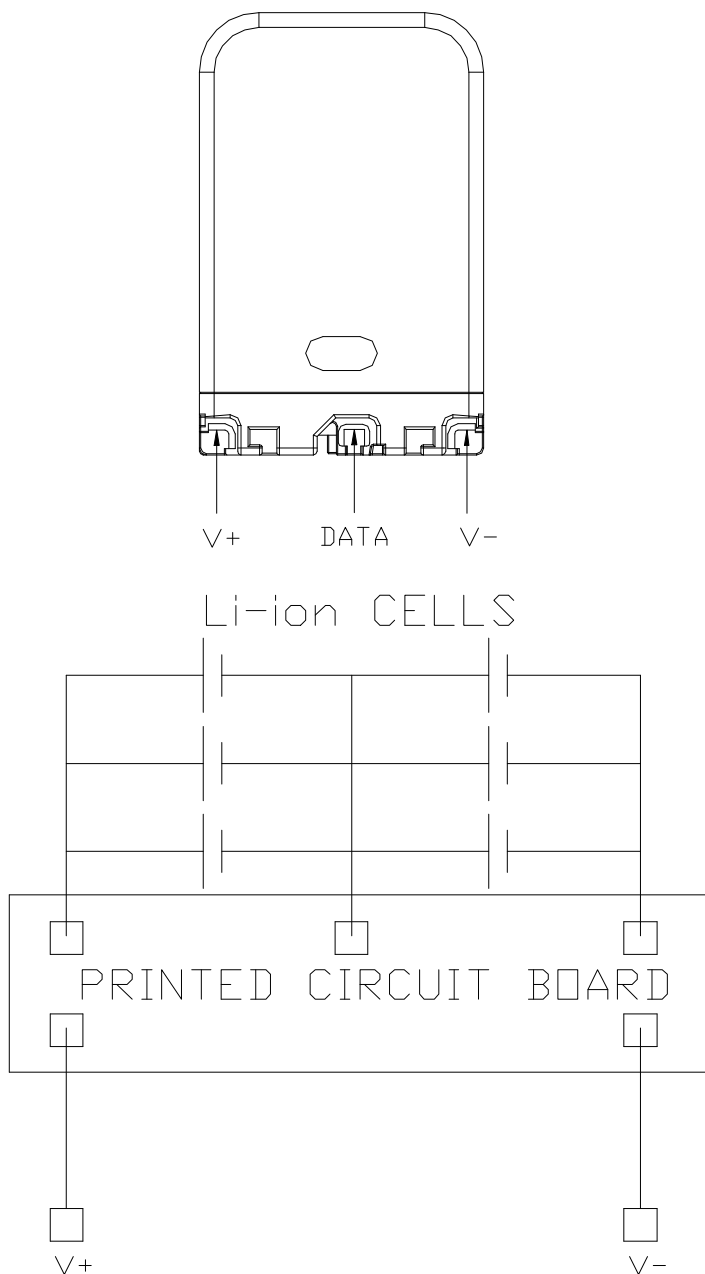 V+ DATA V-
Li-ion CELLS
PRINTED CIRCUIT BOARD
V+ V-